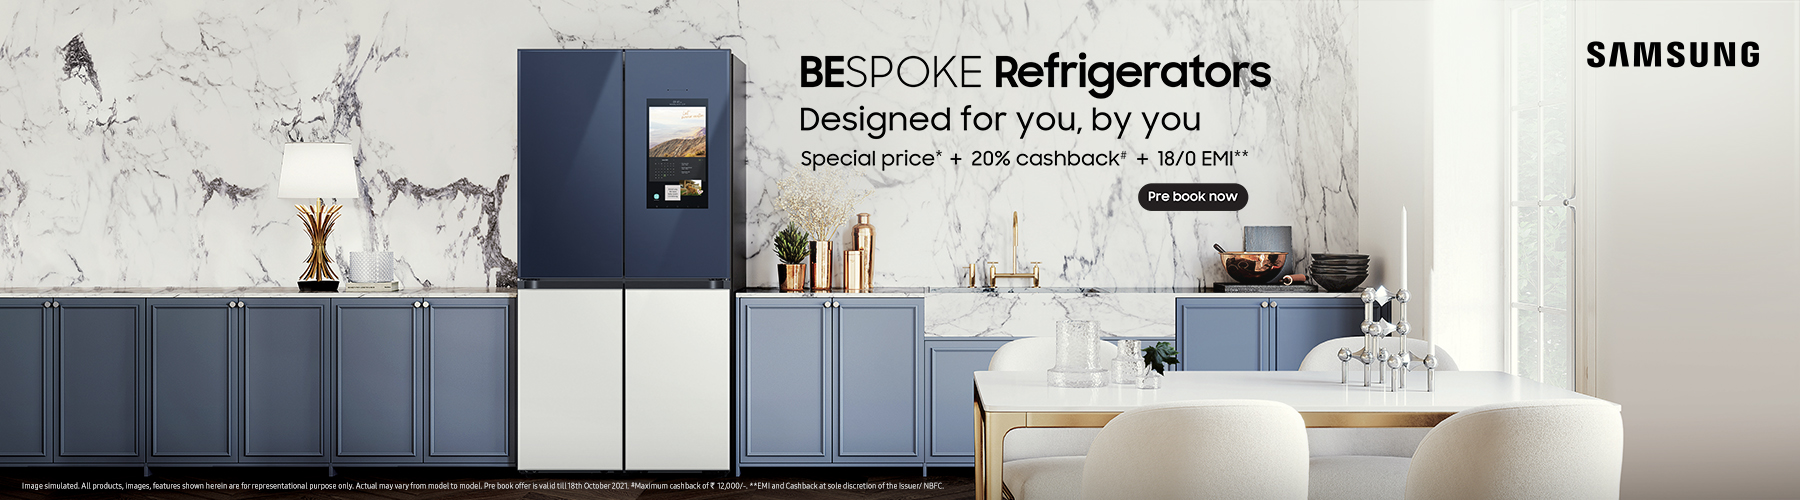 BESPOKE Refrigerators
SAMSUNG
Designed for you, by you
Special price* + 20% cashback# + 18/0 EMI**
Pre book now
Image simulated. All products, images, features shown herein are for representational purpose only. Actual may vary from model to model. Pre book offer is valid till 18th October 2021. #Maximum cashback of ₹ 12,000/-. **EMI and Cashback at sole discretion of the Issuer/ NBFC.